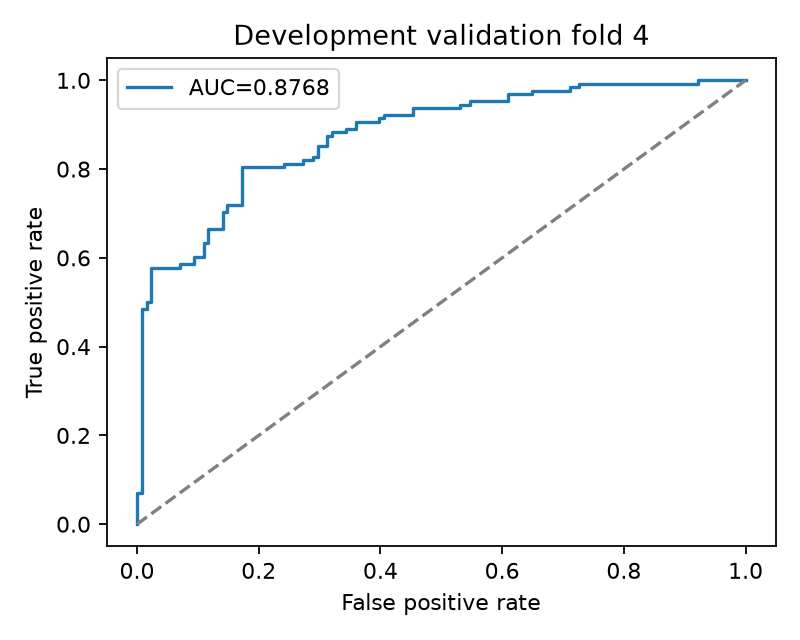 Development validation fold 4
AUC=0.8768
1.0
0.8
0.6
0.4
0.2
0.0
True positive rate
0.0 0.2 0.4 0.6 0.8 1.0
False positive rate